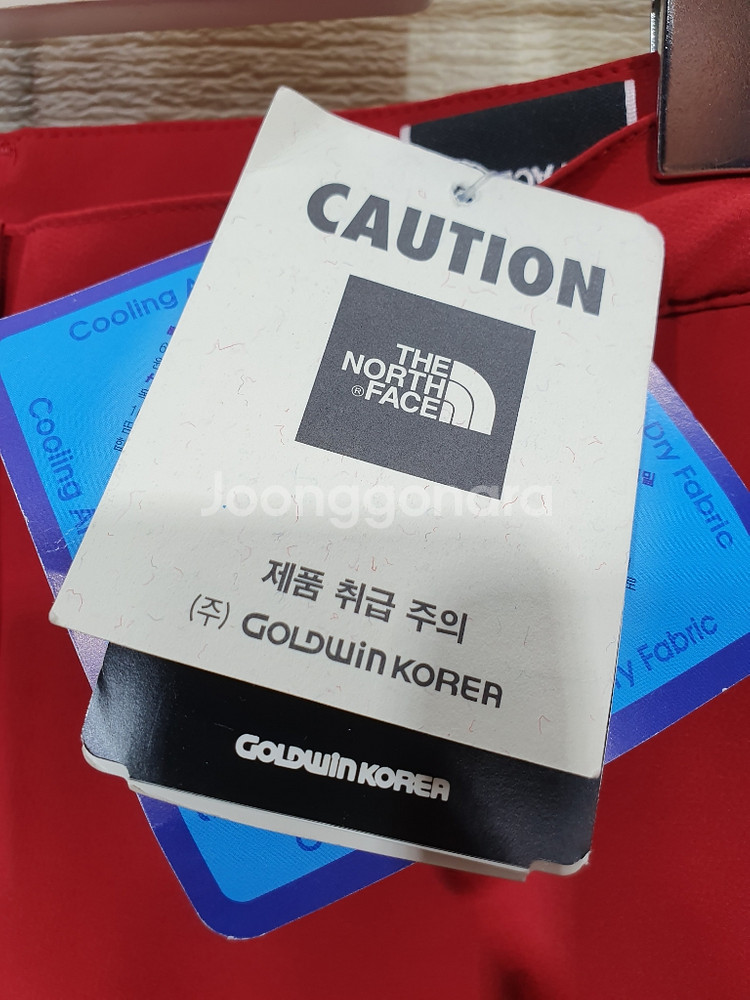 CAUTION
THE
NORTH
®FACE
Joonggonara
제품 취급 주의
(주) GOLDWIN KOREA
GOLDWIN KOREA
Cooling
Cooling
Dry Fabric
Fabric